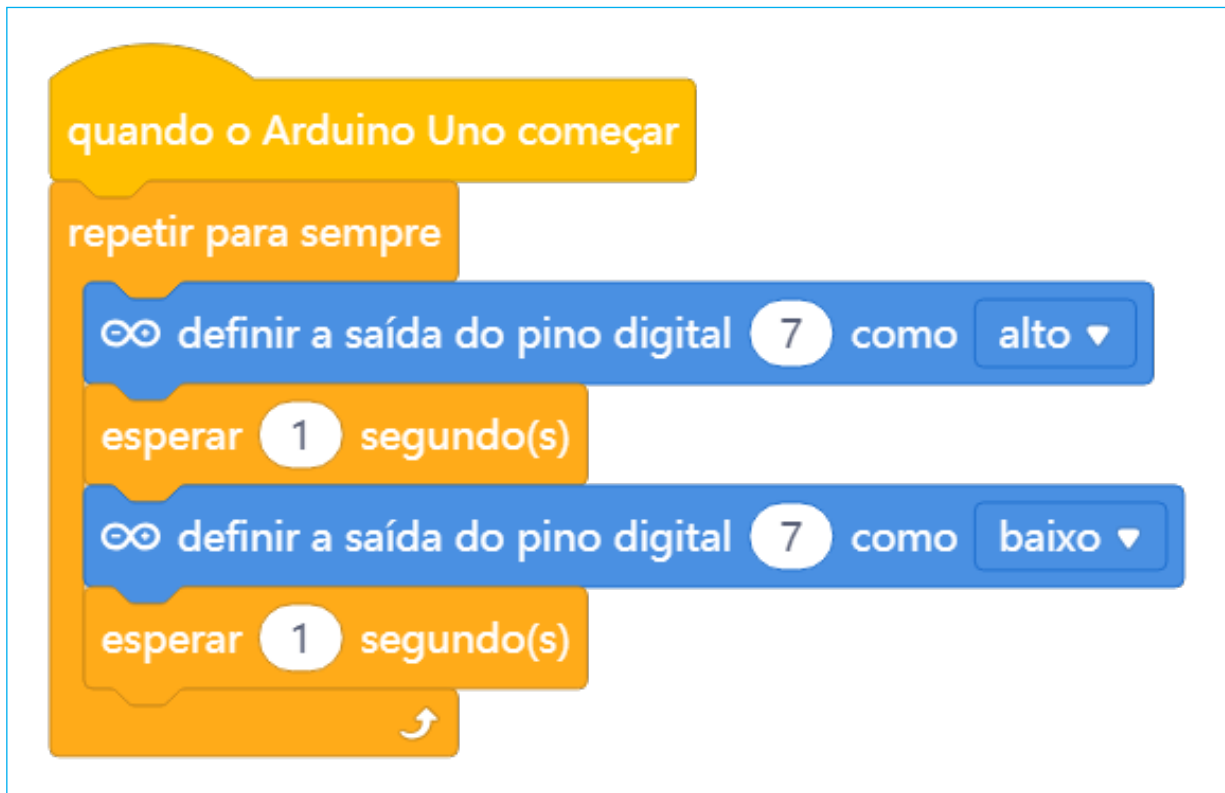 quando o Arduino Uno começar
repetir para sempre
definir a saída do pino digital 7 como alto
esperar 1 segundo(s)
definir a saída do pino digital 7 como baixo
esperar 1 segundo(s)